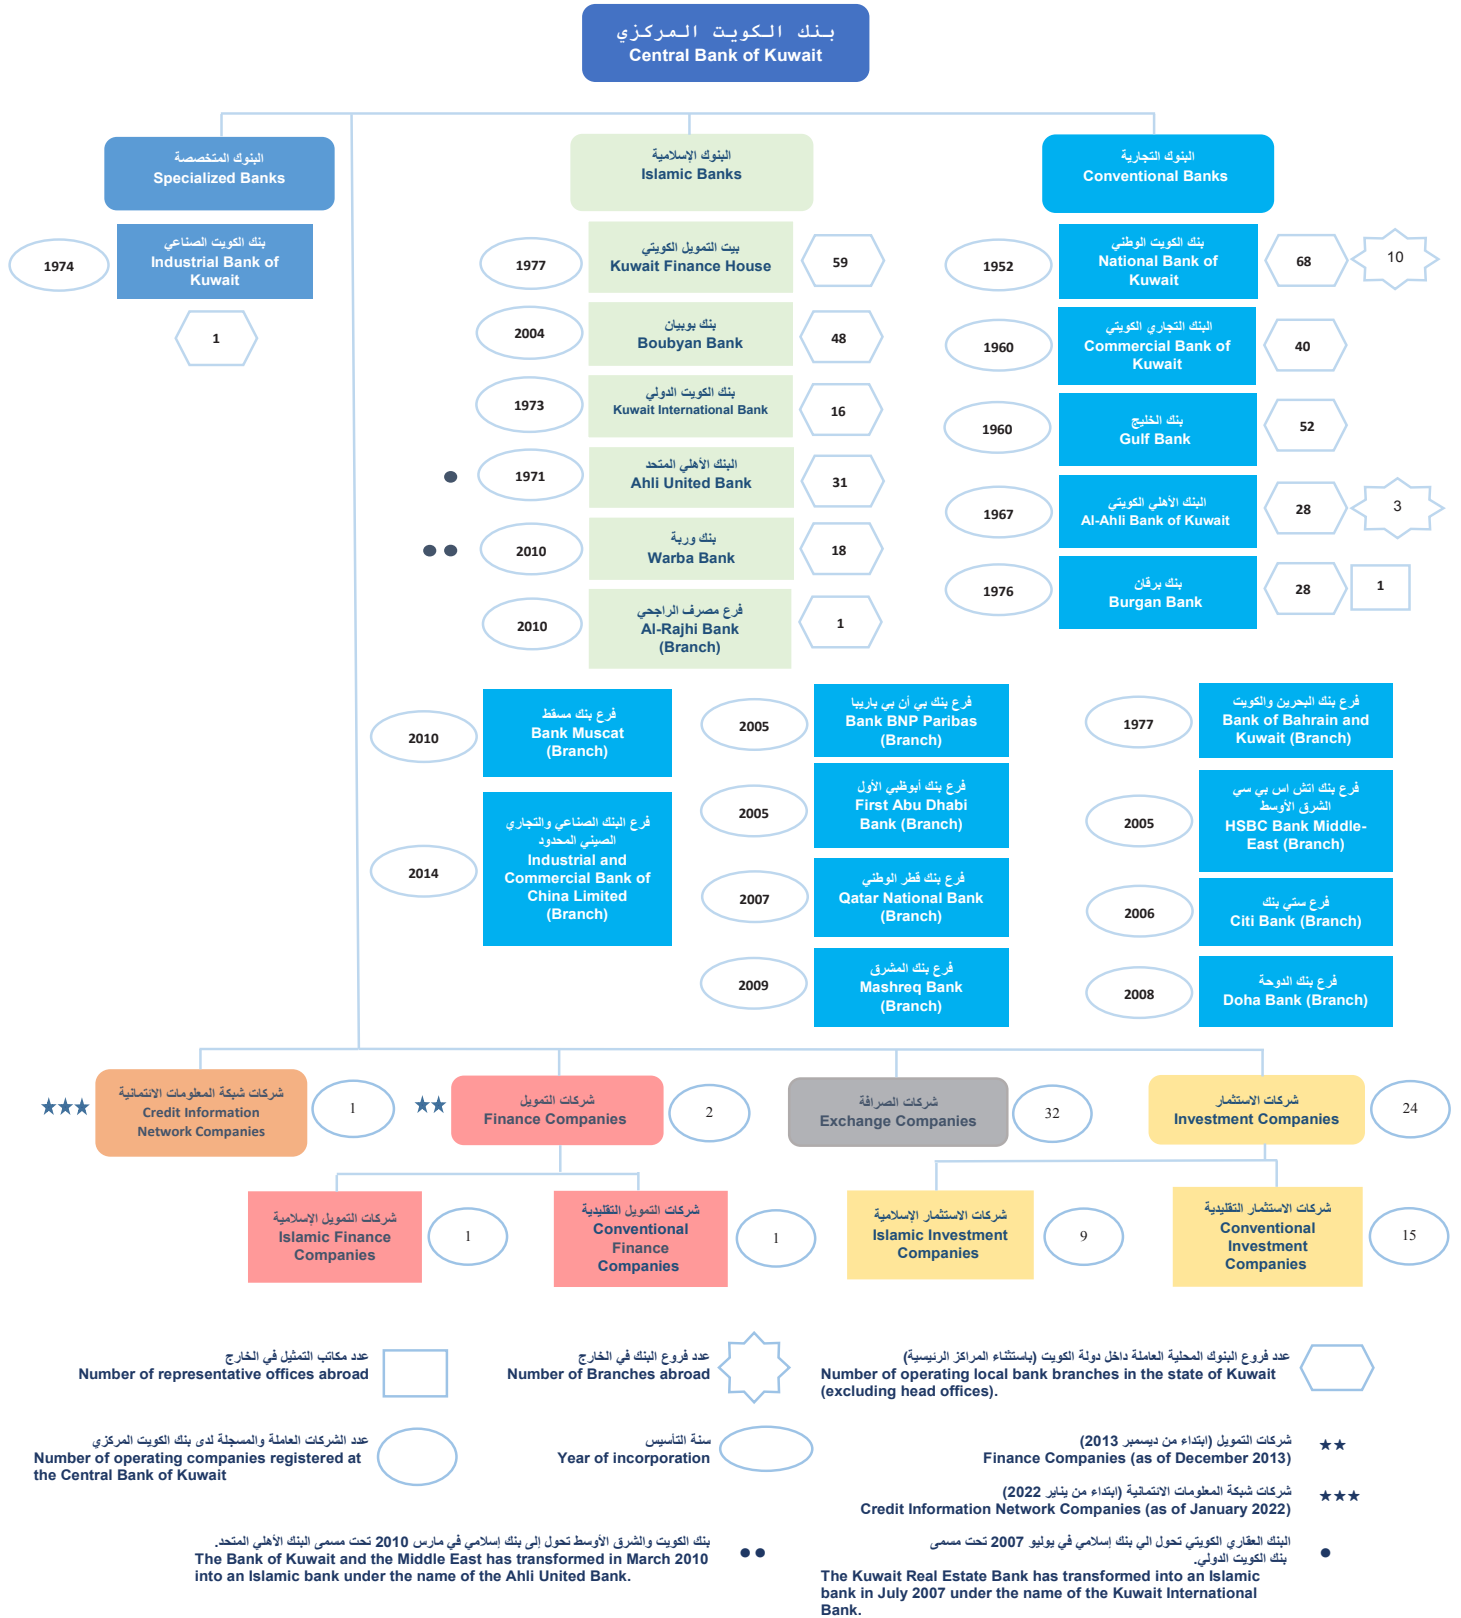 بنك الكويت المركزي
Central Bank of Kuwait
البنوك المتخصصة
Specialized Banks
البنوك الإسلامية
Islamic Banks
البنوك التجارية
Conventional Banks
1974
بنك الكويت الصناعي
Industrial Bank of
Kuwait
1
1977
بيت التمويل الكويتي
Kuwait Finance House
59
2004
بنك بوبيان
Boubyan Bank
48
1973
بنك الكويت الدولي
Kuwait International Bank
16
●
1971
البنك الأهلي المتحد
Ahli United Bank
31
● ●
2010
بنك وربة
Warba Bank
18
2010
فرع مصرف الراجحي
Al-Rajhi Bank
(Branch)
1
1952
بنك الكويت الوطني
National Bank of
Kuwait
68
10
1960
البنك التجاري الكويتي
Commercial Bank of
Kuwait
40
1960
بنك الخليج
Gulf Bank
52
1967
البنك الأهلي الكويتي
Al-Ahli Bank of Kuwait
28
3
1976
بنك برقان
Burgan Bank
28
1
2010
فرع بنك مسقط
Bank Muscat
(Branch)
2014
فرع البنك الصناعي والتجاري
الصيني المحدود
Industrial and
Commercial Bank of
China Limited
(Branch)
2005
فرع بنك بي أن بي باريبا
Bank BNP Paribas
(Branch)
2005
فرع بنك أبوظبي الأول
First Abu Dhabi
Bank (Branch)
2007
فرع بنك قطر الوطني
Qatar National Bank
(Branch)
2009
فرع بنك المشرق
Mashreq Bank
(Branch)
1977
فرع بنك البحرين والكويت
Bank of Bahrain and
Kuwait (Branch)
2005
فرع بنك اتش اس بي سي
الشرق الأوسط
HSBC Bank Middle-
East (Branch)
2006
فرع ستي بنك
Citi Bank (Branch)
2008
فرع بنك الدوحة
Doha Bank (Branch)
★★★
شركات شبكة المعلومات الائتمانية
Credit Information
Network Companies
1
★★
شركات التمويل
Finance Companies
2
شركات الصرافة
Exchange Companies
32
شركات الاستثمار
Investment Companies
24
شركات التمويل الإسلامية
Islamic Finance
Companies
1
شركات التمويل التقليدية
Conventional
Finance
Companies
1
شركات الاستثمار الإسلامية
Islamic Investment
Companies
9
شركات الاستثمار التقليدية
Conventional
Investment
Companies
15
عدد مكاتب التمثيل في الخارج
Number of representative offices abroad
عدد فروع البنك في الخارج
Number of Branches abroad
عدد فروع البنوك المحلية العاملة داخل دولة الكويت (باستثناء المراكز الرئيسية)
Number of operating local bank branches in the state of Kuwait
(excluding head offices).
عدد الشركات العاملة والمسجلة لدى بنك الكويت المركزي
Number of operating companies registered at
the Central Bank of Kuwait
سنة التأسيس
Year of incorporation
شركات التمويل (ابتداء من ديسمبر 2013)
Finance Companies (as of December 2013)
★★
شركات شبكة المعلومات الائتمانية (ابتداء من يناير 2022)
Credit Information Network Companies (as of January 2022)
★★★
بنك الكويت والشرق الأوسط تحول إلى بنك إسلامي في مارس 2010 تحت مسمى البنك الأهلي المتحد.
The Bank of Kuwait and the Middle East has transformed in March 2010
into an Islamic bank under the name of the Ahli United Bank.
● ●
البنك العقاري الكويتي تحول الي بنك إسلامي في يوليو 2007 تحت مسمى
بنك الكويت الدولي.
The Kuwait Real Estate Bank has transformed into an Islamic
bank in July 2007 under the name of the Kuwait International
Bank.
●